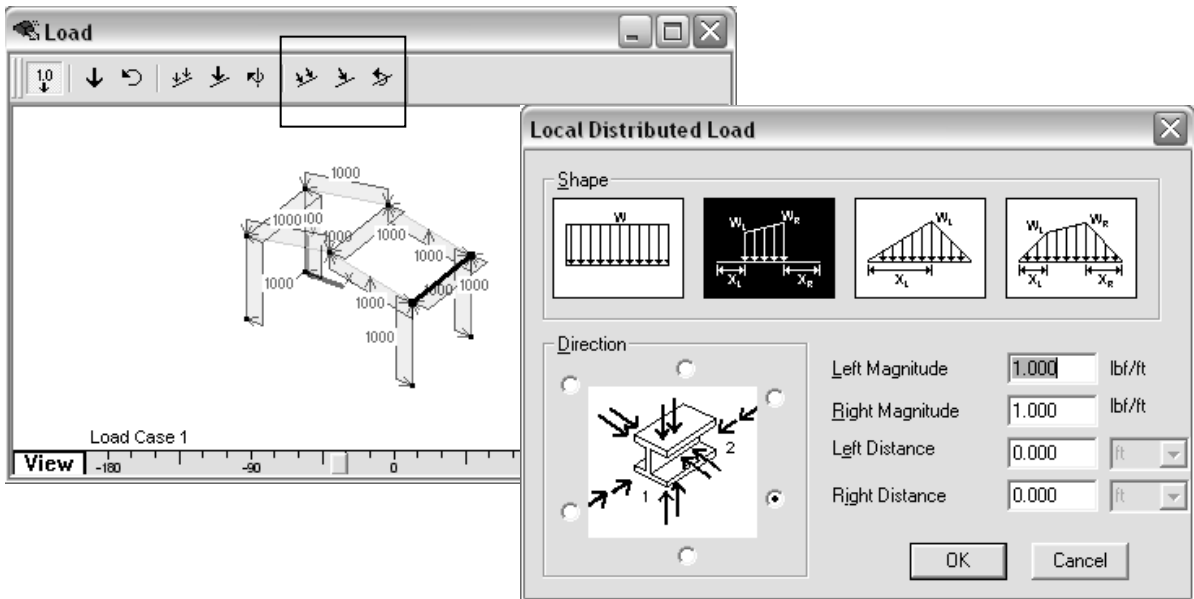 Load
1.0
1000
1000
1000
1000
1000
1000
1000
1000
1000
1000
Load Case 1
View -180 -90 0
Local Distributed Load
Shape
W
WL WR
XL XR
WL
XL
WL WR
XL XR
Direction
1 2
Left Magnitude 1.000 lbf/ft
Right Magnitude 1.000 lbf/ft
Left Distance 0.000 ft
Right Distance 0.000 ft
OK Cancel